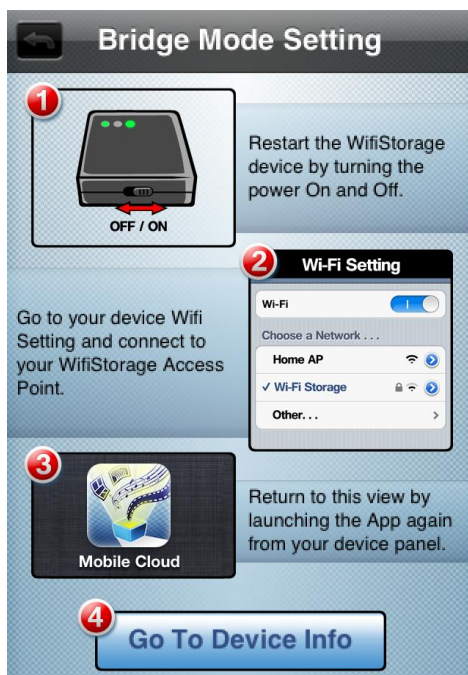 Bridge Mode Setting
1
OFF / ON
Restart the WifiStorage
device by turning the
power On and Off.
2
Wi-Fi Setting
Wi-Fi
Choose a Network . . .
Home AP
✓ Wi-Fi Storage
Other. . .
Go to your device Wifi
Setting and connect to
your WifiStorage Access
Point.
3
Mobile Cloud
Return to this view by
launching the App again
from your device panel.
4
Go To Device Info